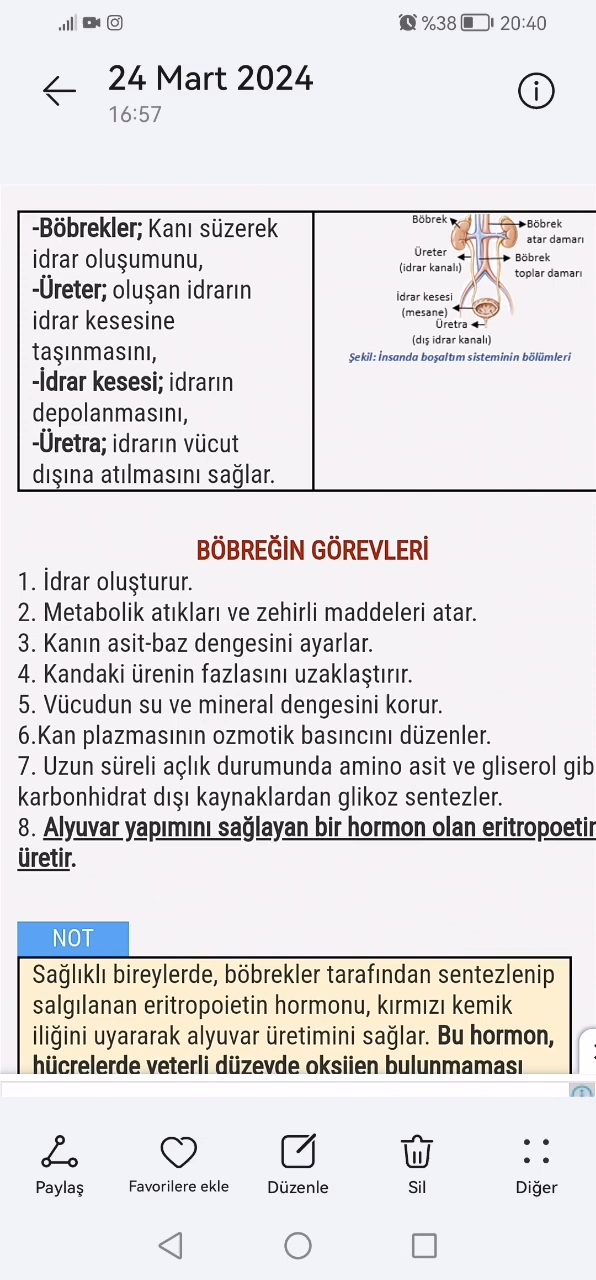 %38 20:40
24 Mart 2024
16:57
-Böbrekler; Kanı süzerek
idrar oluşumunu,
-Üreter; oluşan idrarın
idrar kesesine
taşınmasını,
-İdrar kesesi; idrarın
depolanmasını,
-Üretra; idrarın vücut
dışına atılmasını sağlar.
Böbrek
Böbrek
atar damarı
Üreter
(idrar kanalı)
Böbrek
toplar damarı
İdrar kesesi
(mesane)
Üretra
(dış idrar kanalı)
Şekil: İnsanda boşaltım sisteminin bölümleri
BÖBREĞİN GÖREVLERİ
1. İdrar oluşturur.
2. Metabolik atıkları ve zehirli maddeleri atar.
3. Kanın asit-baz dengesini ayarlar.
4. Kandaki ürenin fazlasını uzaklaştırır.
5. Vücudun su ve mineral dengesini korur.
6.Kan plazmasının ozmotik basıncını düzenler.
7. Uzun süreli açlık durumunda amino asit ve gliserol gib
karbonhidrat dışı kaynaklardan glikoz sentezler.
8. Alyuvar yapımını sağlayan bir hormon olan eritropoetin
üretir.
NOT
Sağlıklı bireylerde, böbrekler tarafından sentezlenip
salgılanan eritropoietin hormonu, kırmızı kemik
iliğini uyararak alyuvar üretimini sağlar. Bu hormon,
hücrelerde yeterli düzeyde oksijen bulunmaması
Paylaş
Favorilere ekle
Düzenle
Sil
Diğer